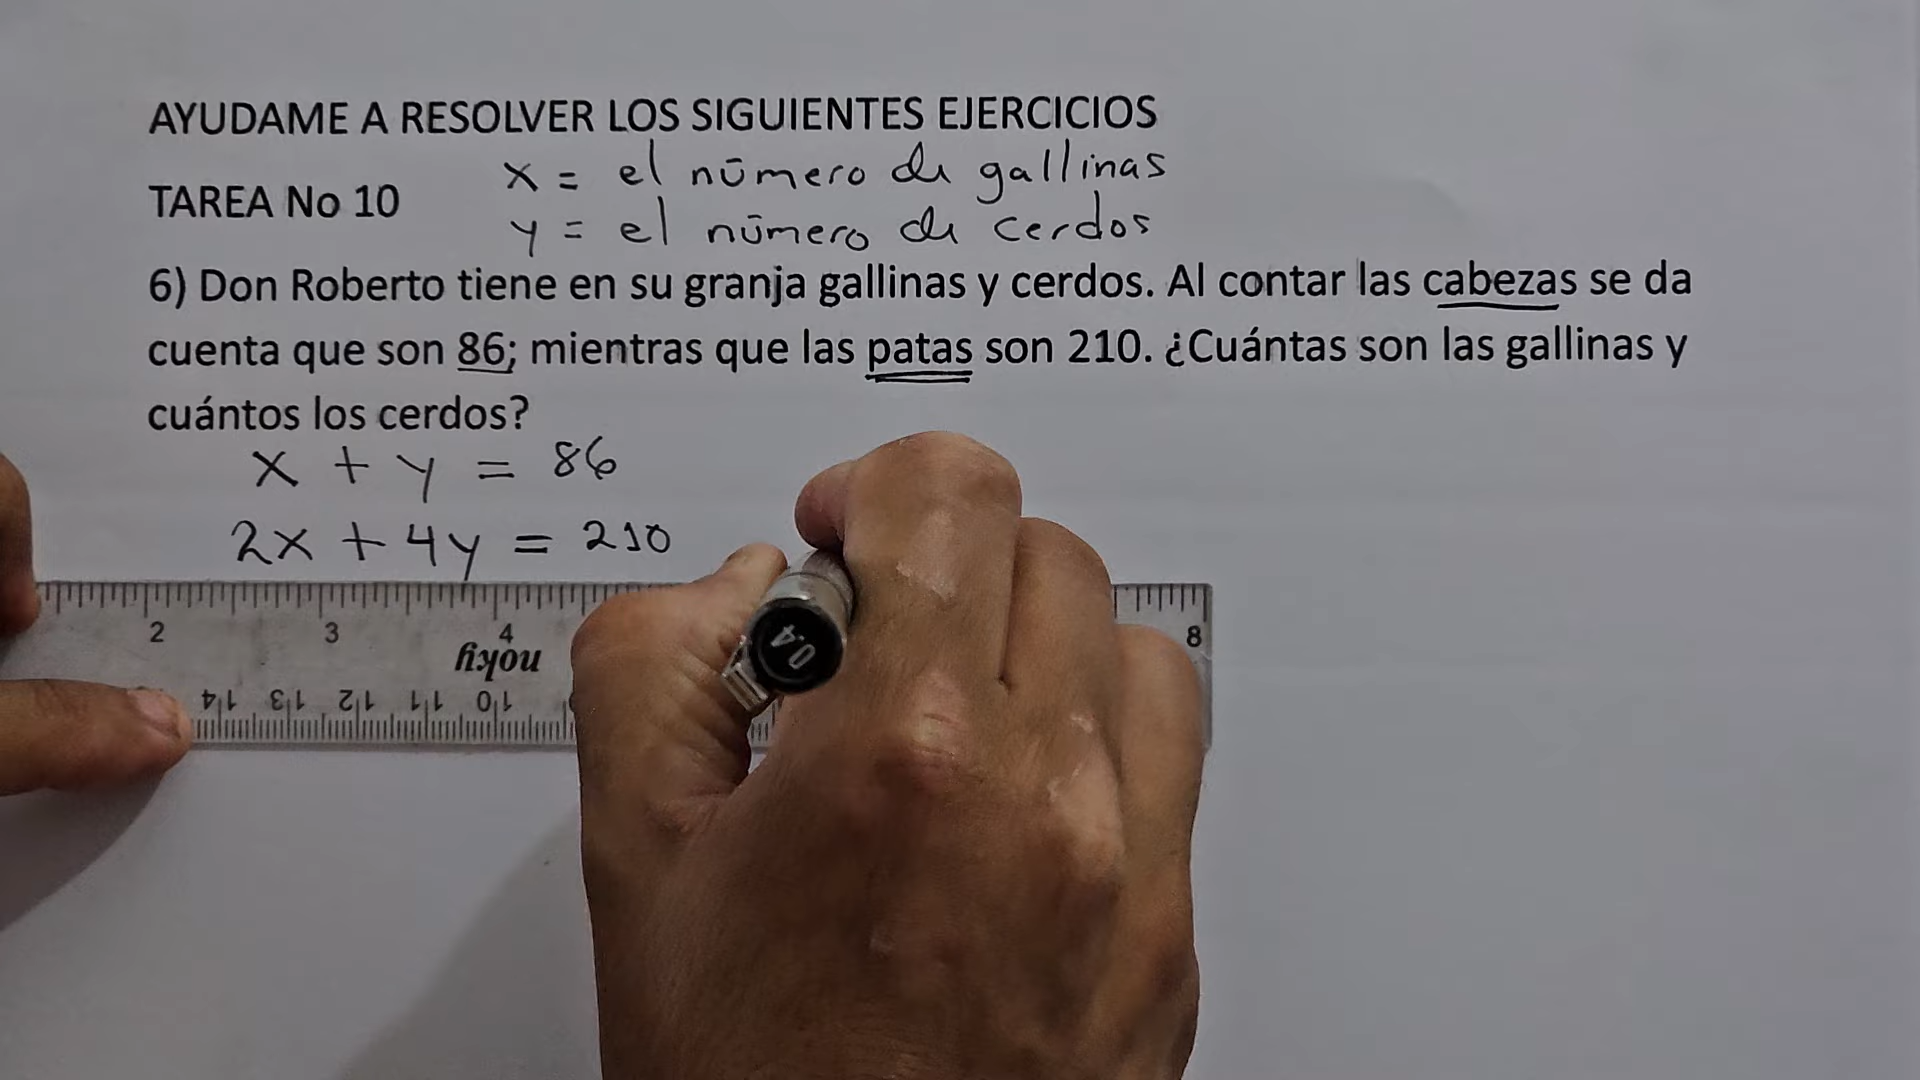 AYUDAME A RESOLVER LOS SIGUIENTES EJERCICIOS
x = el número de gallinas
TAREA No 10
y = el número de cerdos
6) Don Roberto tiene en su granja gallinas y cerdos. Al contar las cabezas se da
cuenta que son 86; mientras que las patas son 210. ¿Cuántas son las gallinas y
cuántos los cerdos?
x + y = 86
2x + 4y = 210
2 3 4 8
noky
14 13 12 11 10
0.4